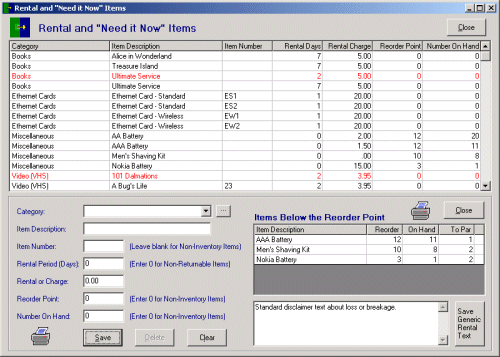 Rental and "Need it Now" Items
Rental and "Need it Now" Items
Close
Category Item Description Item Number Rental Days Rental Charge Reorder Point Number On Hand
Books Alice in Wonderland 7 5.00 0 0
Books Treasure Island 7 5.00 0 0
Books Ultimate Service 2 5.00 0 0
Books Ultimate Service 7 5.00 0 0
Ethernet Cards Ethernet Card - Standard ES1 1 20.00 0 0
Ethernet Cards Ethernet Card - Standard ES2 1 20.00 0 0
Ethernet Cards Ethernet Card - Wireless EW1 1 20.00 0 0
Ethernet Cards Ethernet Card - Wireless EW2 1 20.00 0 0
Miscellaneous AA Battery 0 2.00 12 20
Miscellaneous AAA Battery 0 1.50 12 11
Miscellaneous Men's Shaving Kit 0 .00 10 8
Miscellaneous Nokia Battery 0 15.00 3 1
Video (VHS) 101 Dalmations 2 3.95 0 0
Video (VHS) A Bug's Life 23 2 3.95 0 0
Category: ...
Item Description:
Item Number: (Leave blank for Non-Inventory Items)
Rental Period (Days): 0 (Enter 0 for Non-Returnable Items)
Rental or Charge: 0.00
Reorder Point: 0 (Enter 0 for Non-Inventory Items)
Number On Hand: 0 (Enter 0 for Non-Inventory Items)
Save Delete Clear
Items Below the Reorder Point
Close
Item Description Reorder On Hand To Par
AAA Battery 12 11 1
Men's Shaving Kit 10 8 2
Nokia Battery 3 1 2
Standard disclaimer text about loss or breakage.
Save
Generic
Rental
Text